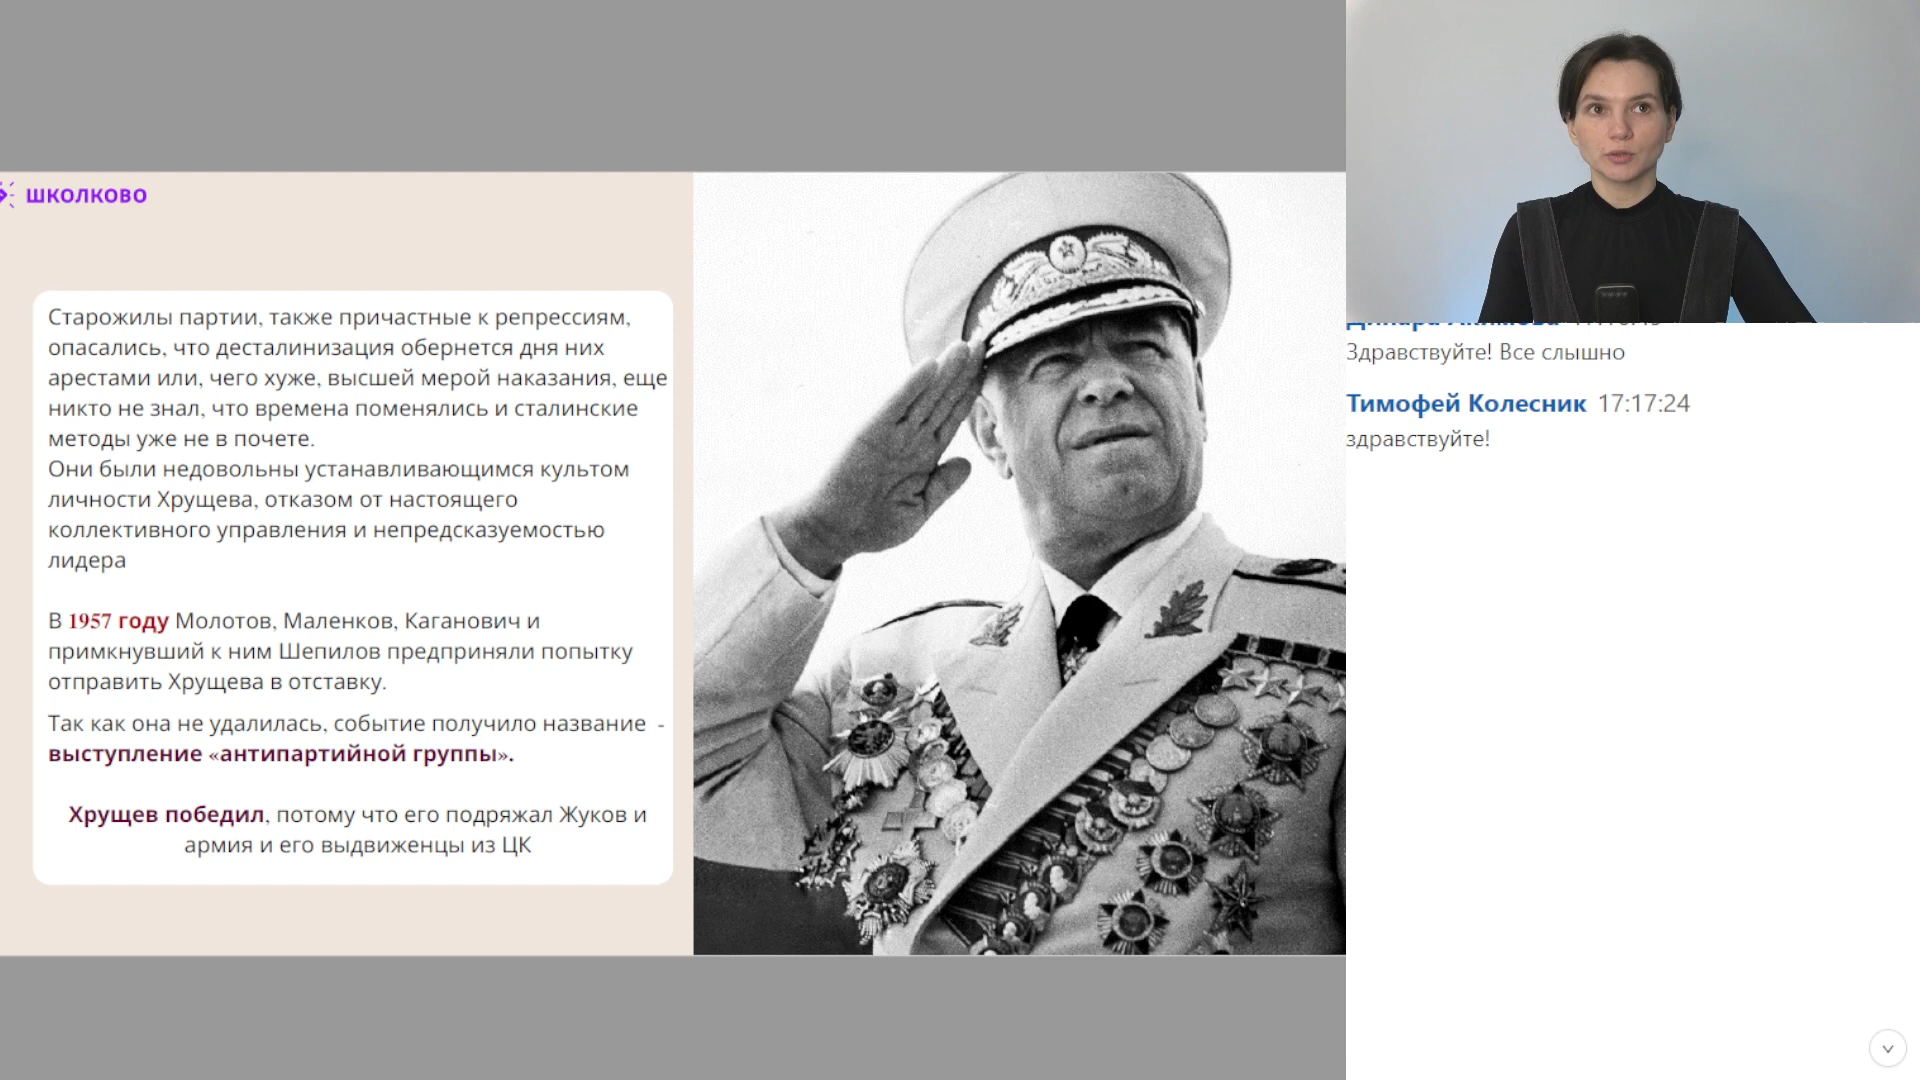 ШКОЛКОВО
Старожилы партии, также причастные к репрессиям,
опасались, что десталинизация обернется дня них
арестами или, чего хуже, высшей мерой наказания, еще
никто не знал, что времена поменялись и сталинские
методы уже не в почете.
Они были недовольны устанавливающимся культом
личности Хрущева, отказом от настоящего
коллективного управления и непредсказуемостью
лидера
В 1957 году Молотов, Маленков, Каганович и
примкнувший к ним Шепилов предприняли попытку
отправить Хрущева в отставку.
Так как она не удалилась, событие получило название -
выступление «антипартийной группы».
Хрущев победил, потому что его подряжал Жуков и
армия и его выдвиженцы из ЦК
Здравствуйте! Все слышно
Тимофей Колесник 17:17:24
здравствуйте!